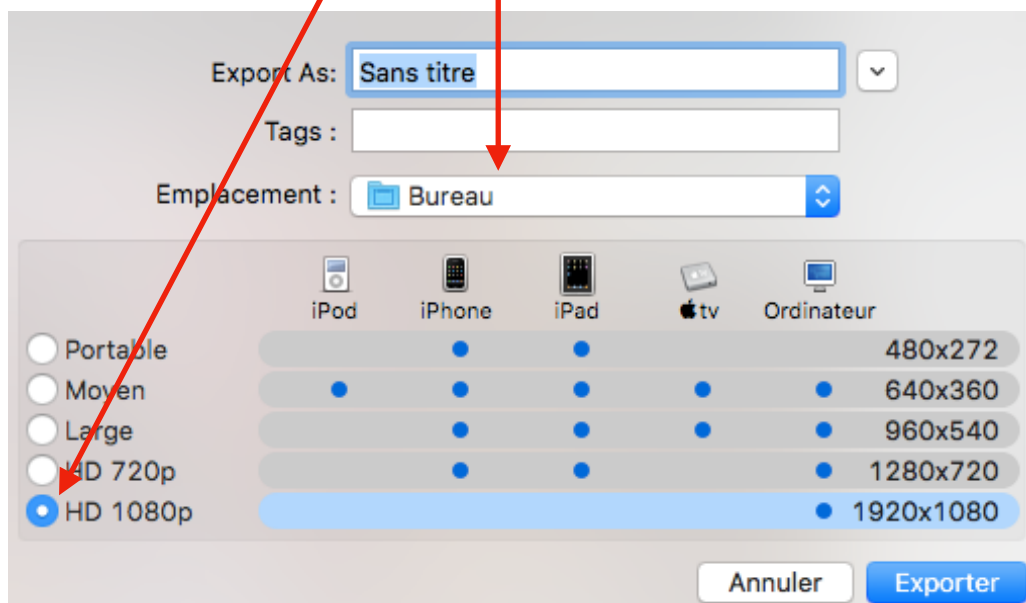 Export As: Sans titre
Tags :
Emplacement : Bureau
iPod iPhone iPad tv Ordinateur
Portable 480x272
Moyen 640x360
Large 960x540
HD 720p 1280x720
HD 1080p 1920x1080
Annuler Exporter